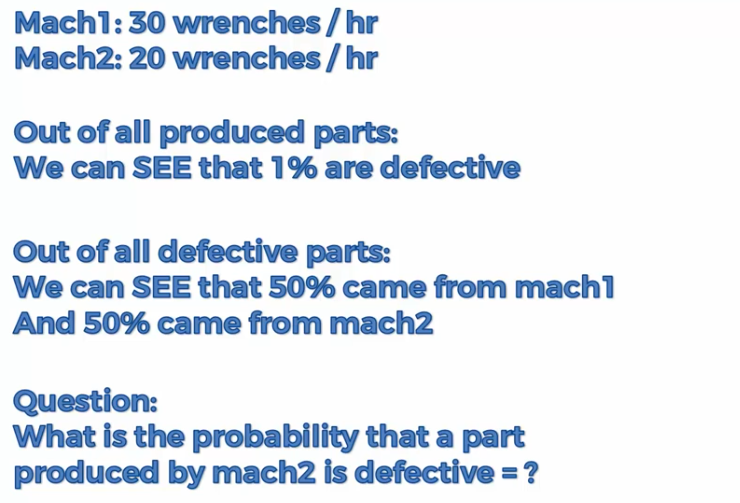 Mach1: 30 wrenches / hr
Mach2: 20 wrenches / hr
Out of all produced parts:
We can SEE that 1% are defective
Out of all defective parts:
We can SEE that 50% came from mach1
And 50% came from mach2
Question:
What is the probability that a part
produced by mach2 is defective = ?